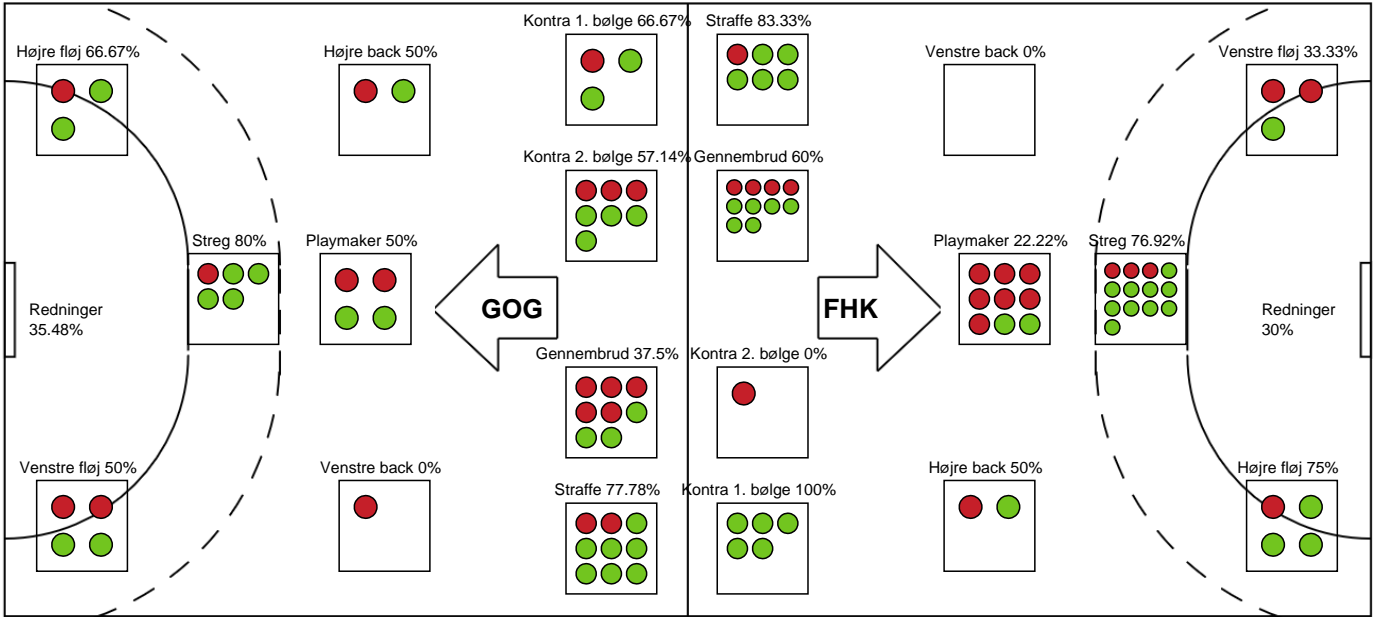 Kontra 1. bølge 66.67%
Straffe 83.33%
Højre fløj 66.67%
Højre back 50%
Venstre back 0%
Venstre fløj 33.33%
Kontra 2. bølge 57.14%
Gennembrud 60%
Streg 80%
Playmaker 50%
Playmaker 22.22%
Streg 76.92%
Redninger
35.48%
GOG
FHK
Redninger
30%
Gennembrud 37.5%
Kontra 2. bølge 0%
Venstre fløj 50%
Venstre back 0%
Højre back 50%
Højre fløj 75%
Straffe 77.78%
Kontra 1. bølge 100%